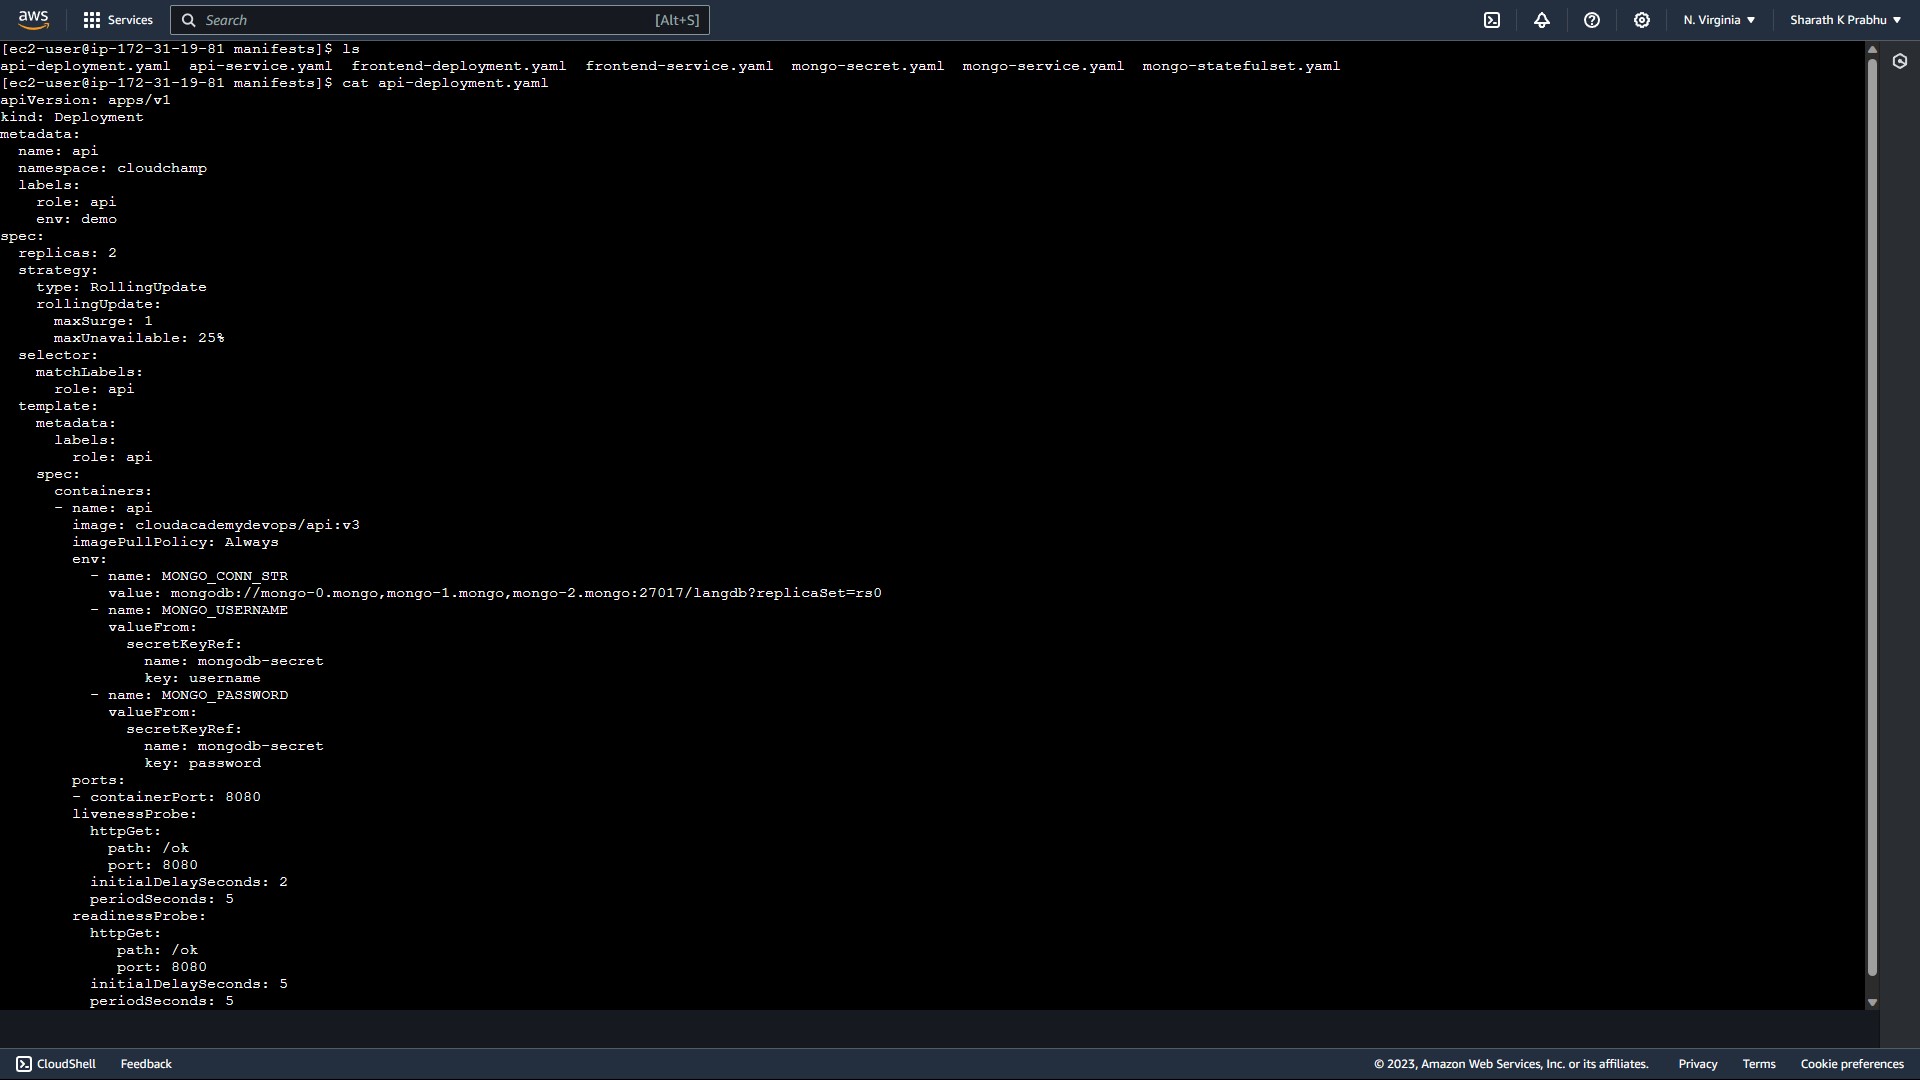 aws Services Search [Alt+S] N. Virginia Sharath K Prabhu
[ec2-user@ip-172-31-19-81 manifests]$ ls
api-deployment.yaml  api-service.yaml  frontend-deployment.yaml  frontend-service.yaml  mongo-secret.yaml  mongo-service.yaml  mongo-statefulset.yaml
[ec2-user@ip-172-31-19-81 manifests]$ cat api-deployment.yaml
apiVersion: apps/v1
kind: Deployment
metadata:
  name: api
  namespace: cloudchamp
  labels:
    role: api
    env: demo
spec:
  replicas: 2
  strategy:
    type: RollingUpdate
    rollingUpdate:
      maxSurge: 1
      maxUnavailable: 25%
  selector:
    matchLabels:
      role: api
  template:
    metadata:
      labels:
        role: api
    spec:
      containers:
      - name: api
        image: cloudacademydevops/api:v3
        imagePullPolicy: Always
        env:
          - name: MONGO_CONN_STR
            value: mongodb://mongo-0.mongo,mongo-1.mongo,mongo-2.mongo:27017/langdb?replicaSet=rs0
          - name: MONGO_USERNAME
            valueFrom:
              secretKeyRef:
                name: mongodb-secret
                key: username
          - name: MONGO_PASSWORD
            valueFrom:
              secretKeyRef:
                name: mongodb-secret
                key: password
        ports:
        - containerPort: 8080
        livenessProbe:
          httpGet:
            path: /ok
            port: 8080
          initialDelaySeconds: 2
          periodSeconds: 5
        readinessProbe:
          httpGet:
             path: /ok
             port: 8080
          initialDelaySeconds: 5
          periodSeconds: 5
CloudShell Feedback © 2023, Amazon Web Services, Inc. or its affiliates. Privacy Terms Cookie preferences